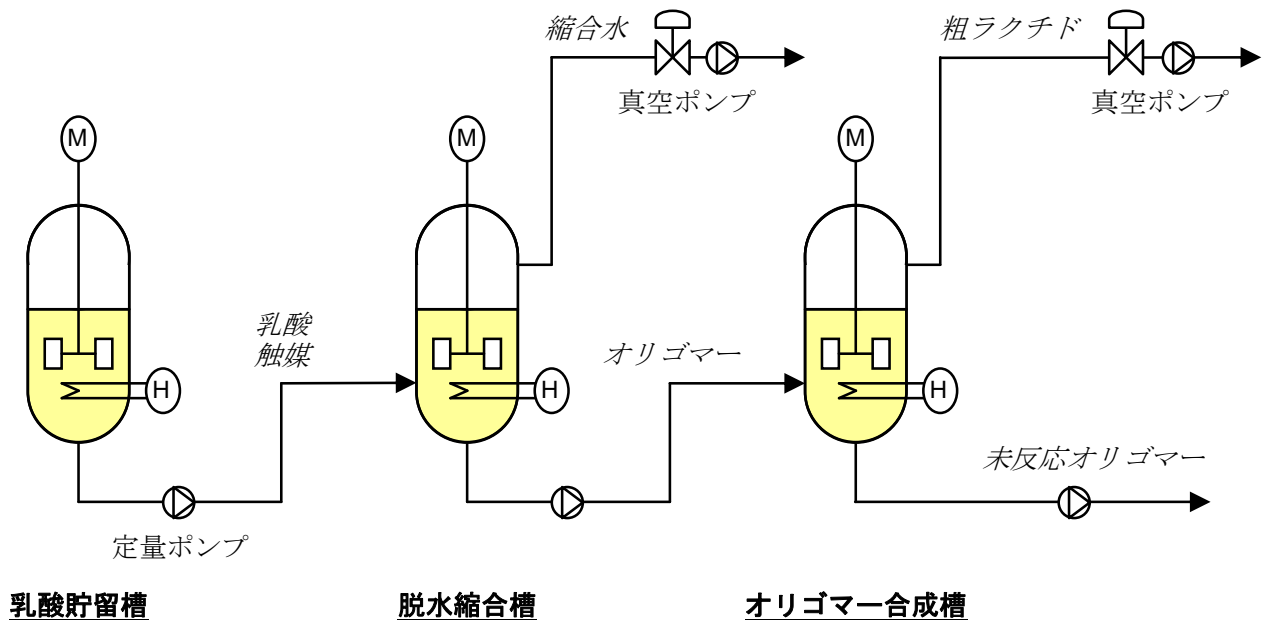 縮合水
粗ラクチド
真空ポンプ
真空ポンプ
M
M
M
乳酸
触媒
オリゴマー
H
H
H
未反応オリゴマー
定量ポンプ
乳酸貯留槽
脱水縮合槽
オリゴマー合成槽